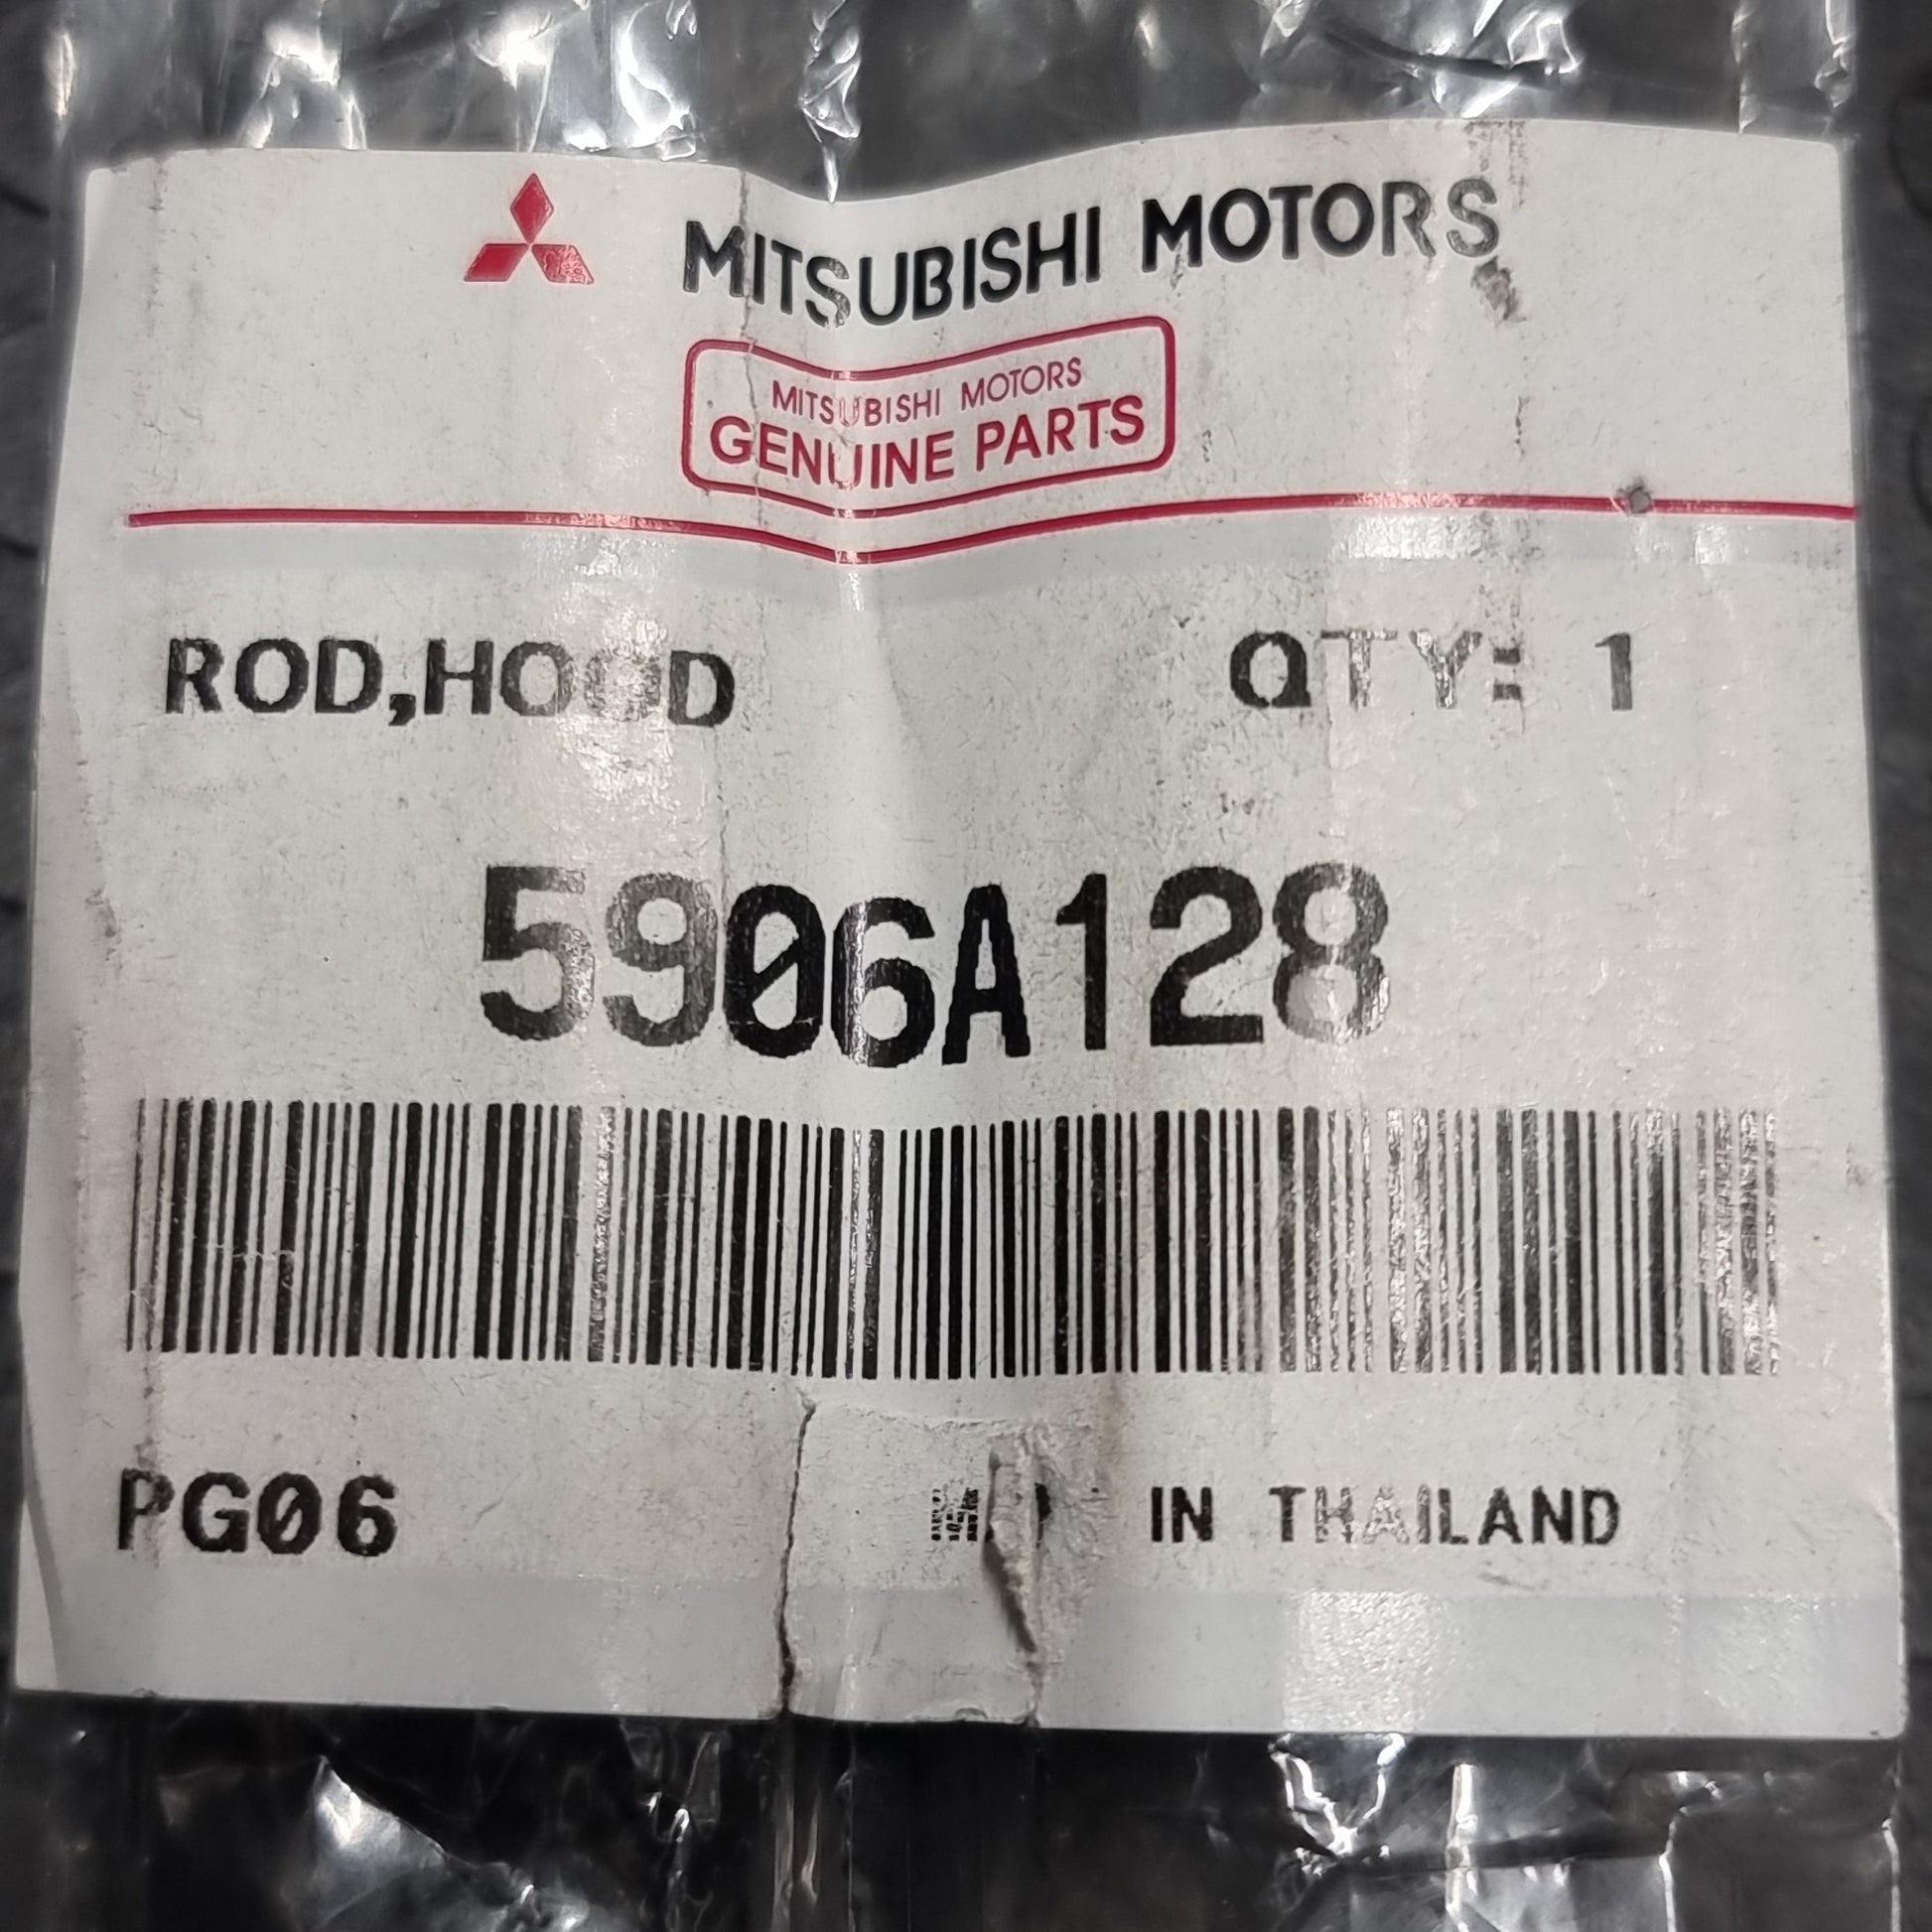 MITSUBISHI MOTORS
MITSUBISHI MOTORS
GENUINE PARTS
ROD,HOOD QTY: 1
5906A128
PG06 IN THAILAND